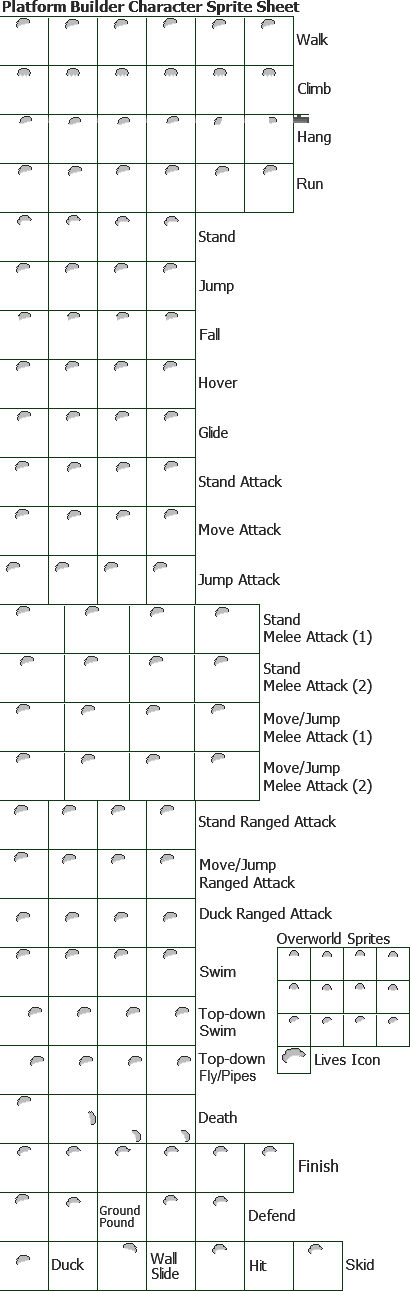 Platform Builder Character Sprite Sheet
Walk
Climb
Hang
Run
Stand
Jump
Fall
Hover
Glide
Stand Attack
Move Attack
Jump Attack
Stand
Melee Attack (1)
Stand
Melee Attack (2)
Move/Jump
Melee Attack (1)
Move/Jump
Melee Attack (2)
Stand Ranged Attack
Move/Jump
Ranged Attack
Duck Ranged Attack
Overworld Sprites
Swim
Top-down
Swim
Lives Icon
Top-down
Fly/Pipes
Death
Finish
Ground
Pound
Defend
Duck
Wall
Slide
Hit
Skid